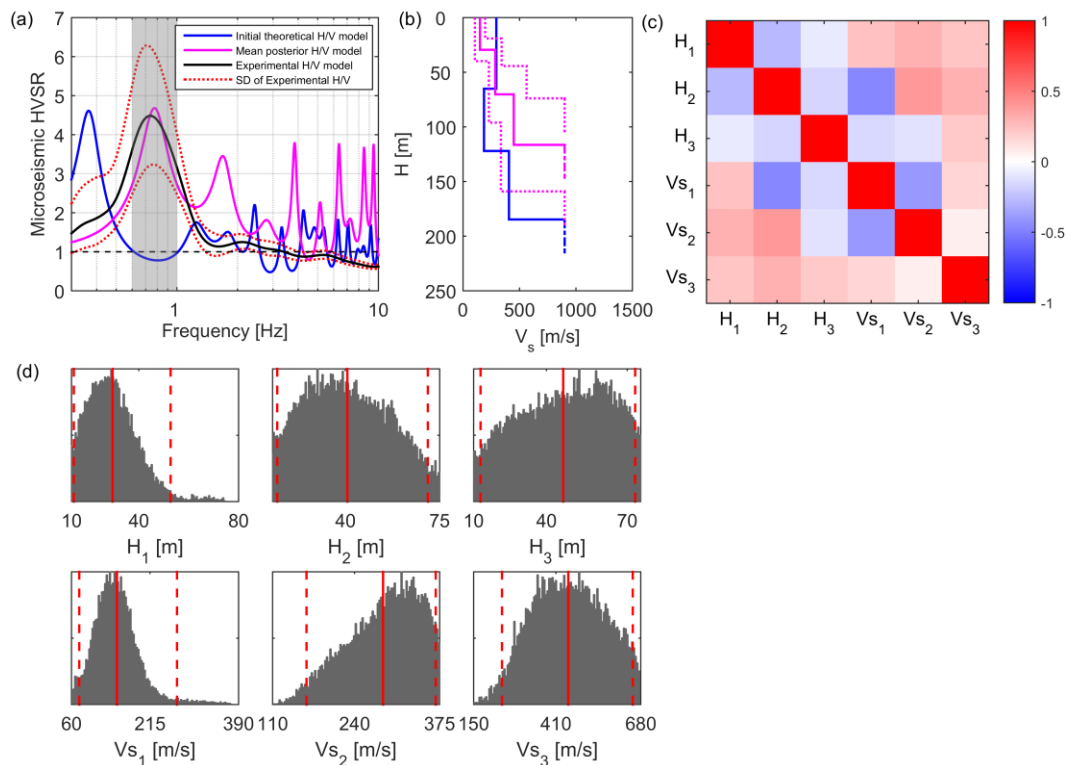 (a)
Microseismic HVSR
7
6
5
4
3
2
1
0
Initial theoretical H/V model
Mean posterior H/V model
Experimental H/V model
SD of Experimental H/V
1
10
Frequency [Hz]
(b)
H [m]
0
50
100
150
200
250
0 500 1000 1500
V_s [m/s]
(c)
H_1
H_2
H_3
Vs_1
Vs_2
Vs_3
H_1 H_2 H_3 Vs_1 Vs_2 Vs_3
1
0.5
0
-0.5
-1
(d)
10 40 80
H_1 [m]
10 40 75
H_2 [m]
10 40 70
H_3 [m]
60 215 390
Vs_1 [m/s]
110 240 375
Vs_2 [m/s]
150 410 680
Vs_3 [m/s]